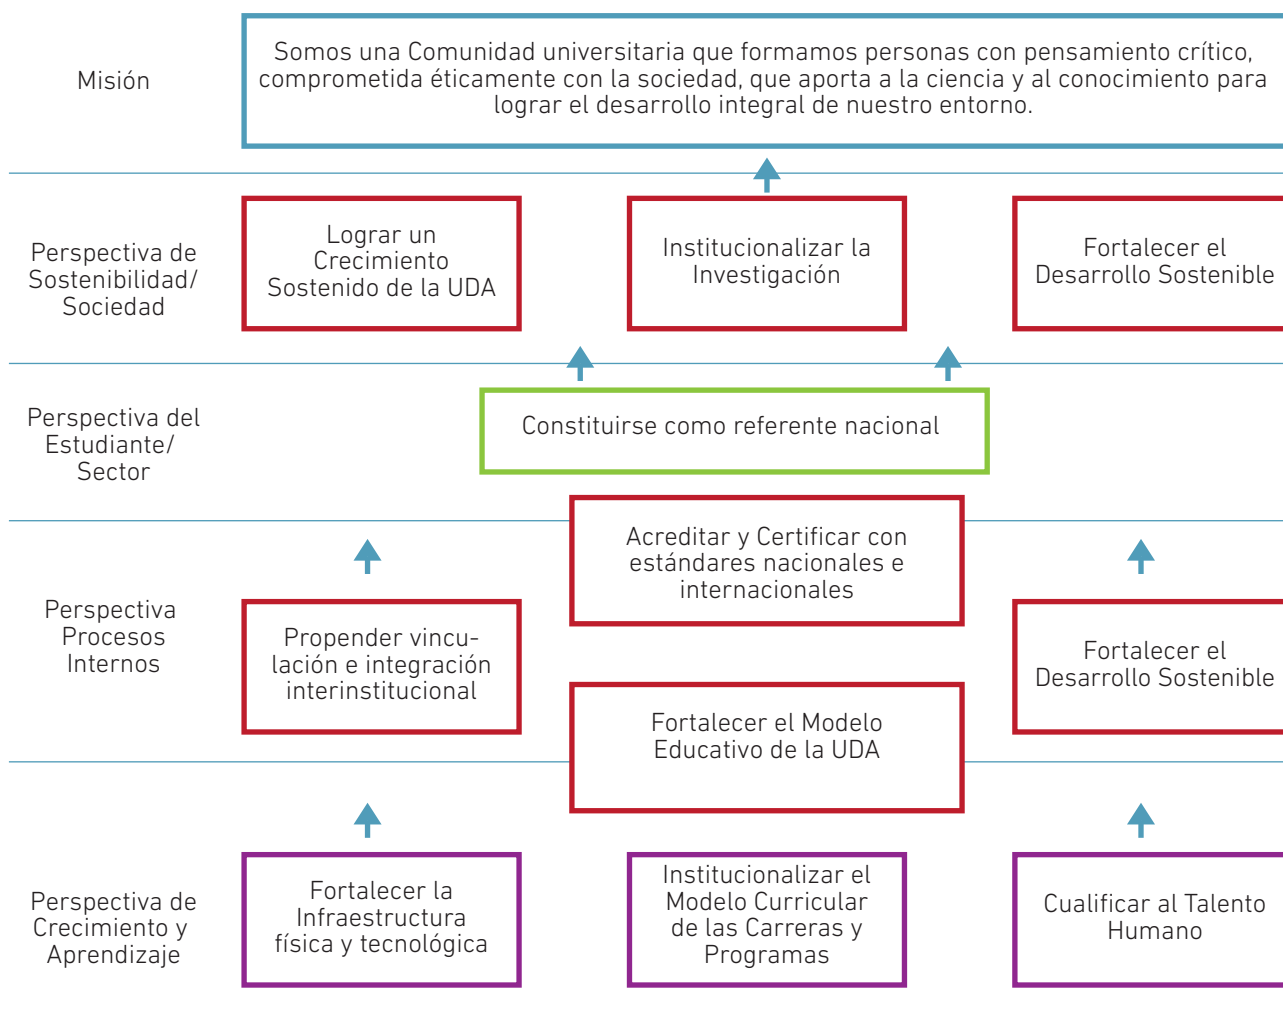 Misión
Somos una Comunidad universitaria que formamos personas con pensamiento crítico,
comprometida éticamente con la sociedad, que aporta a la ciencia y al conocimiento para
lograr el desarrollo integral de nuestro entorno.
Perspectiva de
Sostenibilidad/
Sociedad
Lograr un
Crecimiento
Sostenido de la UDA
Institucionalizar la
Investigación
Fortalecer el
Desarrollo Sostenible
Perspectiva del
Estudiante/
Sector
Constituirse como referente nacional
Perspectiva
Procesos
Internos
Acreditar y Certificar con
estándares nacionales e
internacionales
Propender vincu-
lación e integración
interinstitucional
Fortalecer el
Desarrollo Sostenible
Fortalecer el Modelo
Educativo de la UDA
Perspectiva de
Crecimiento y
Aprendizaje
Fortalecer la
Infraestructura
física y tecnológica
Institucionalizar el
Modelo Curricular
de las Carreras y
Programas
Cualificar al Talento
Humano